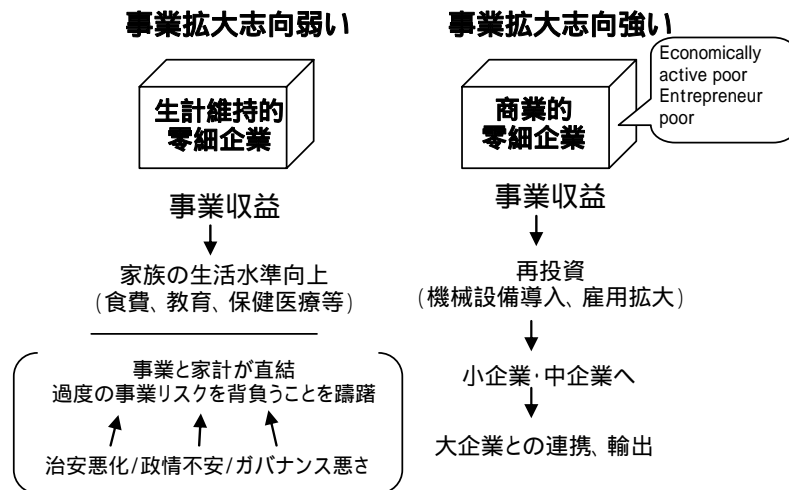 事業拡大志向弱い
生計維持的
零細企業
事業収益
家族の生活水準向上
(食費、教育、保健医療等)
事業と家計が直結
過度の事業リスクを背負うことを躊躇
治安悪化/政情不安/ガバナンス悪さ
事業拡大志向強い
商業的
零細企業
Economically
active poor
Entrepreneur
poor
事業収益
再投資
(機械設備導入、雇用拡大)
小企業・中企業へ
大企業との連携、輸出